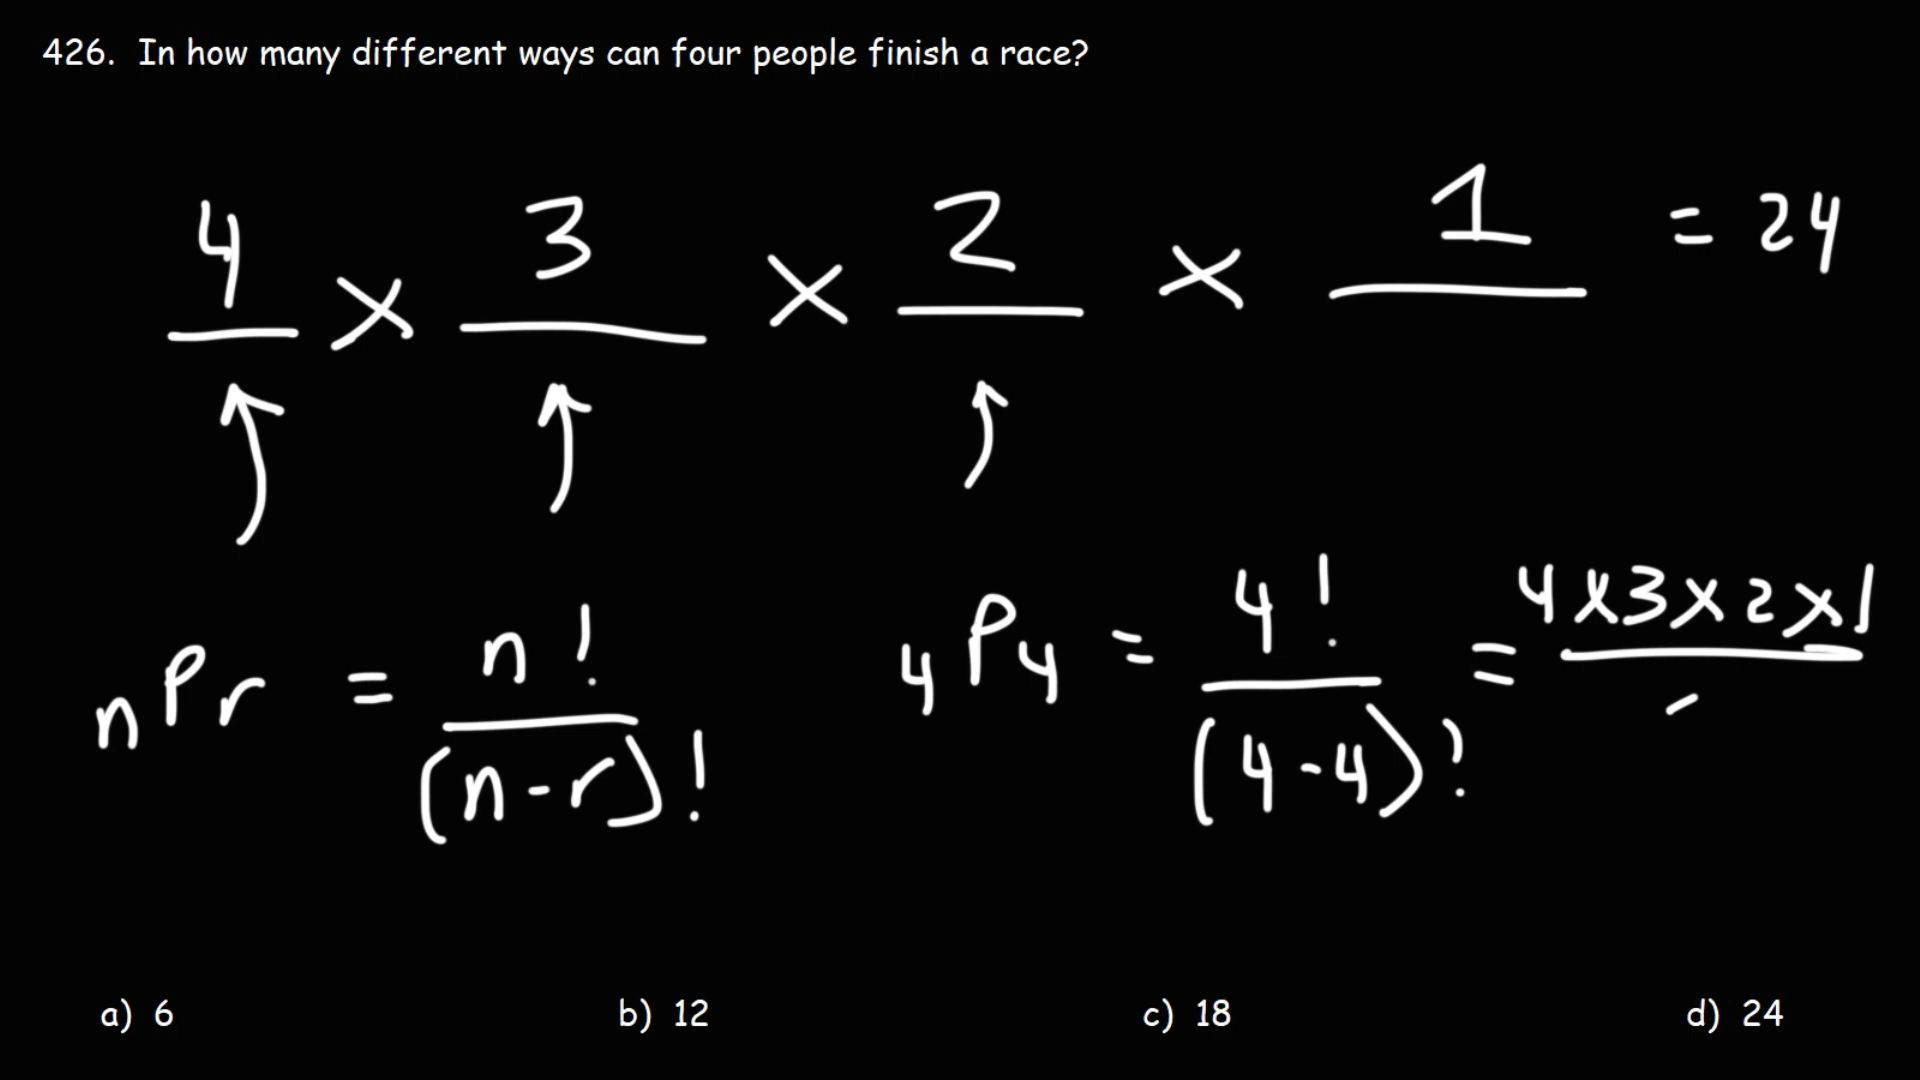 426. In how many different ways can four people finish a race?
4 × 3 × 2 × 1 = 24
nPr = n! / (n-r)!
4P4 = 4! / (4-4)! = 4×3×2×1
a) 6 b) 12 c) 18 d) 24